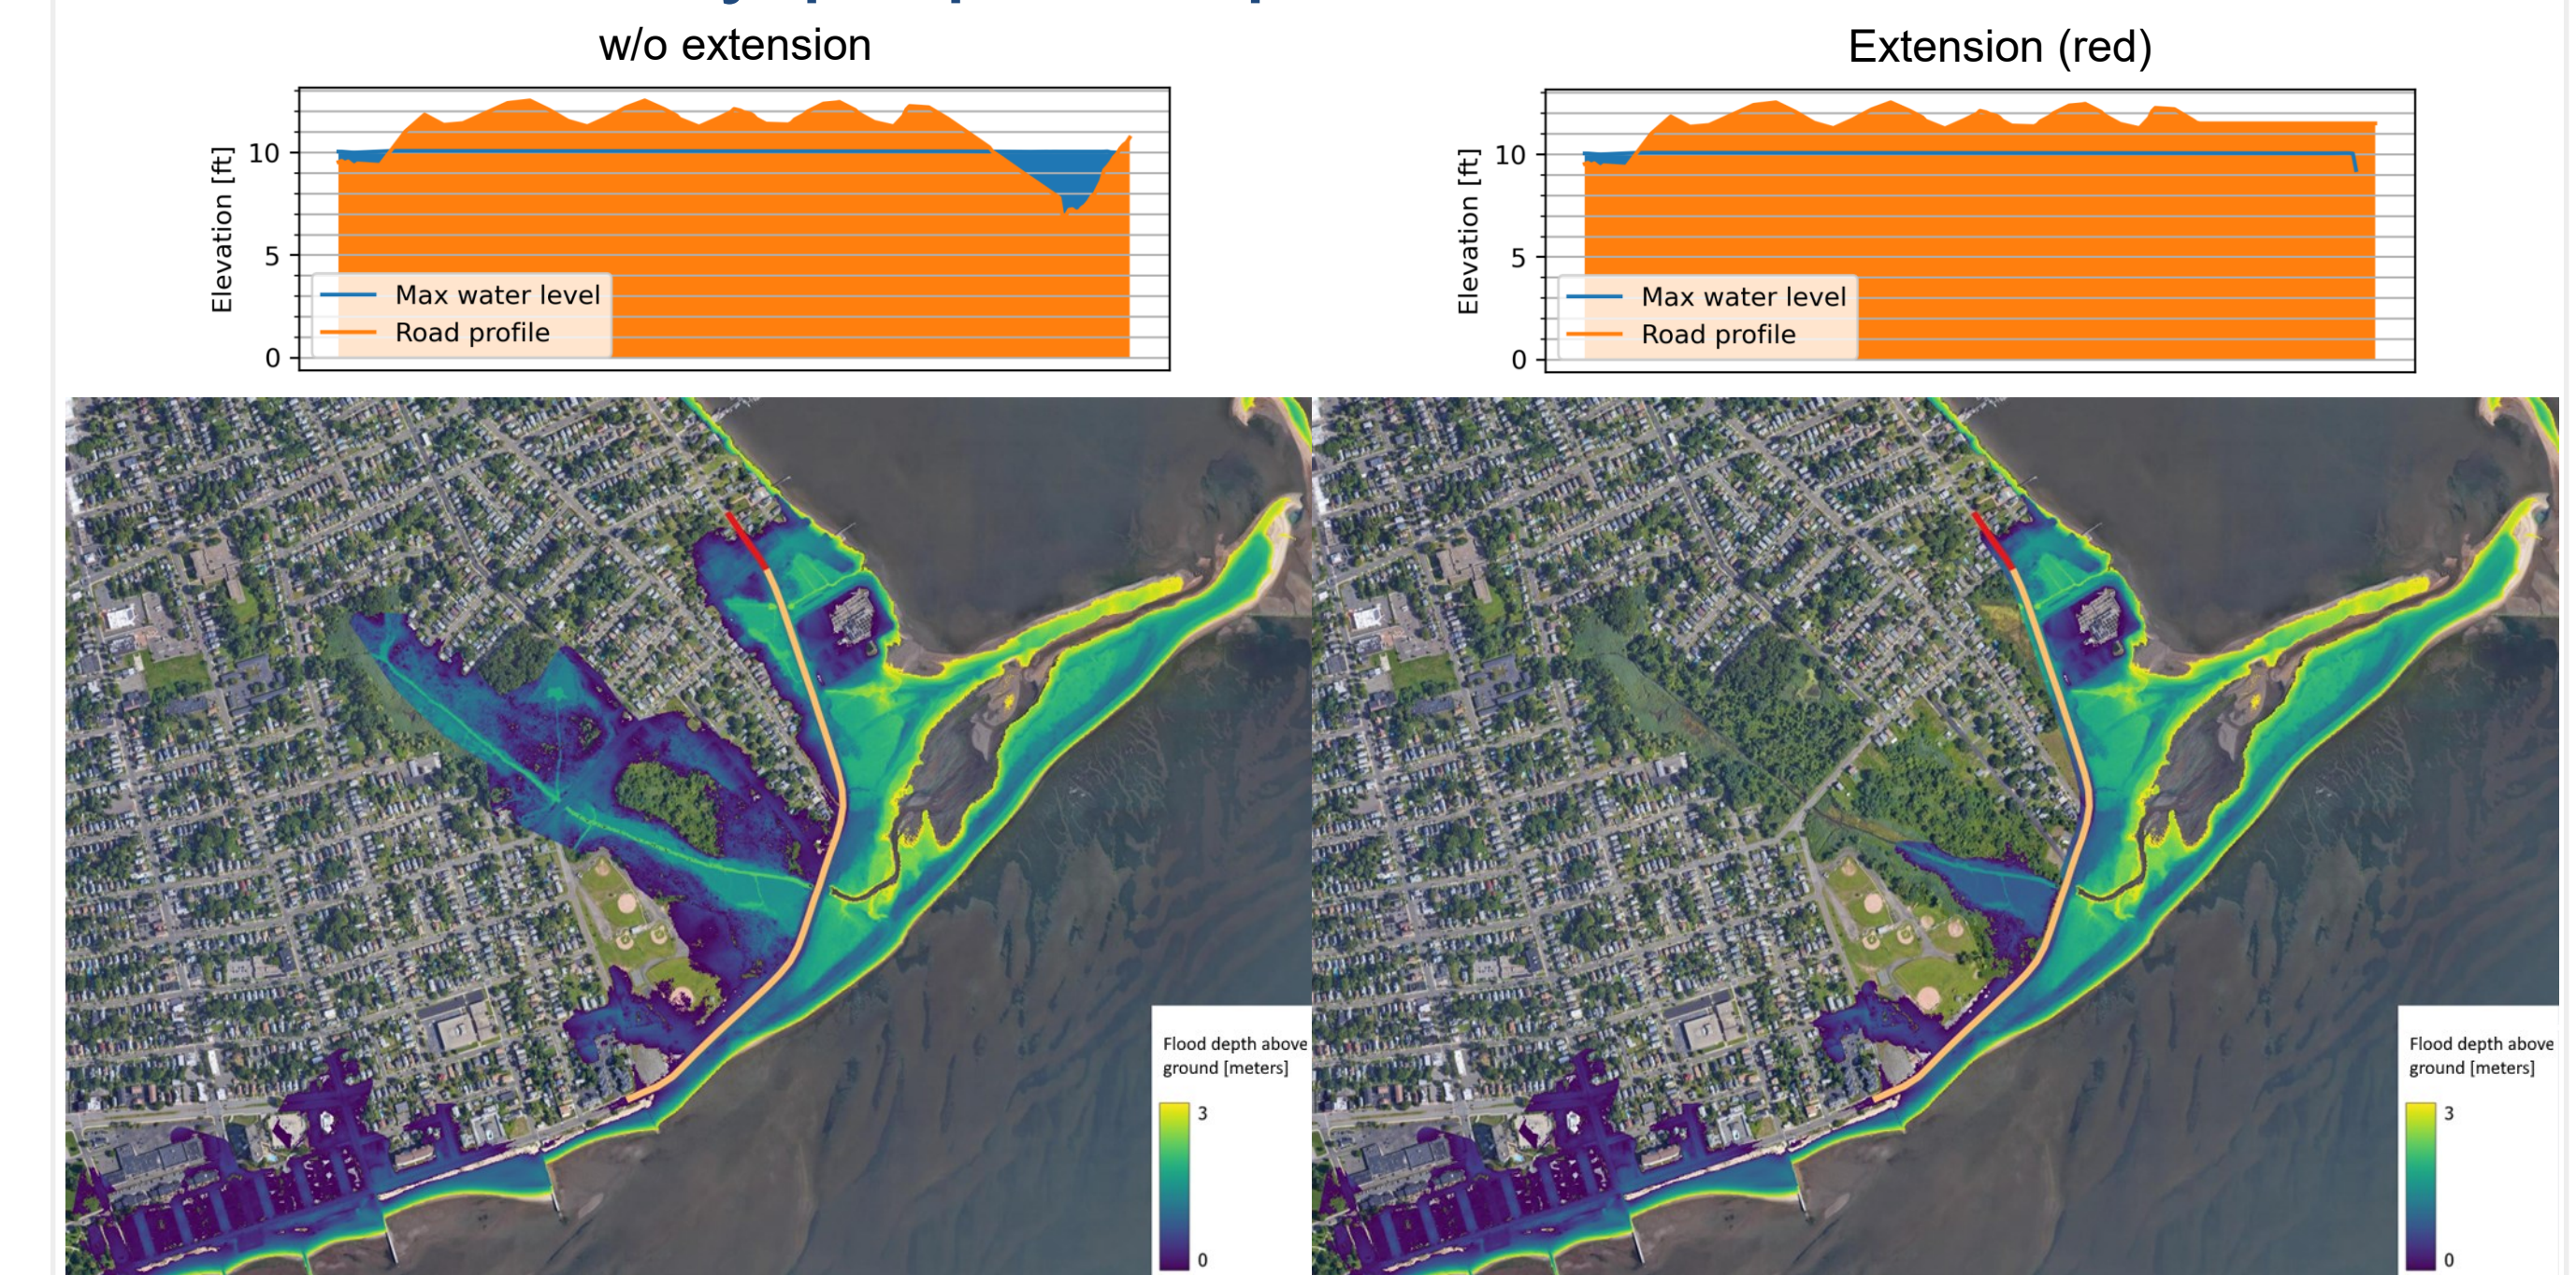 w/o extension
Extension (red)
Elevation [ft]
10
5
0
Max water level
Road profile
Elevation [ft]
10
5
0
Max water level
Road profile
Flood depth above
ground [meters]
3
0
Flood depth above
ground [meters]
3
0